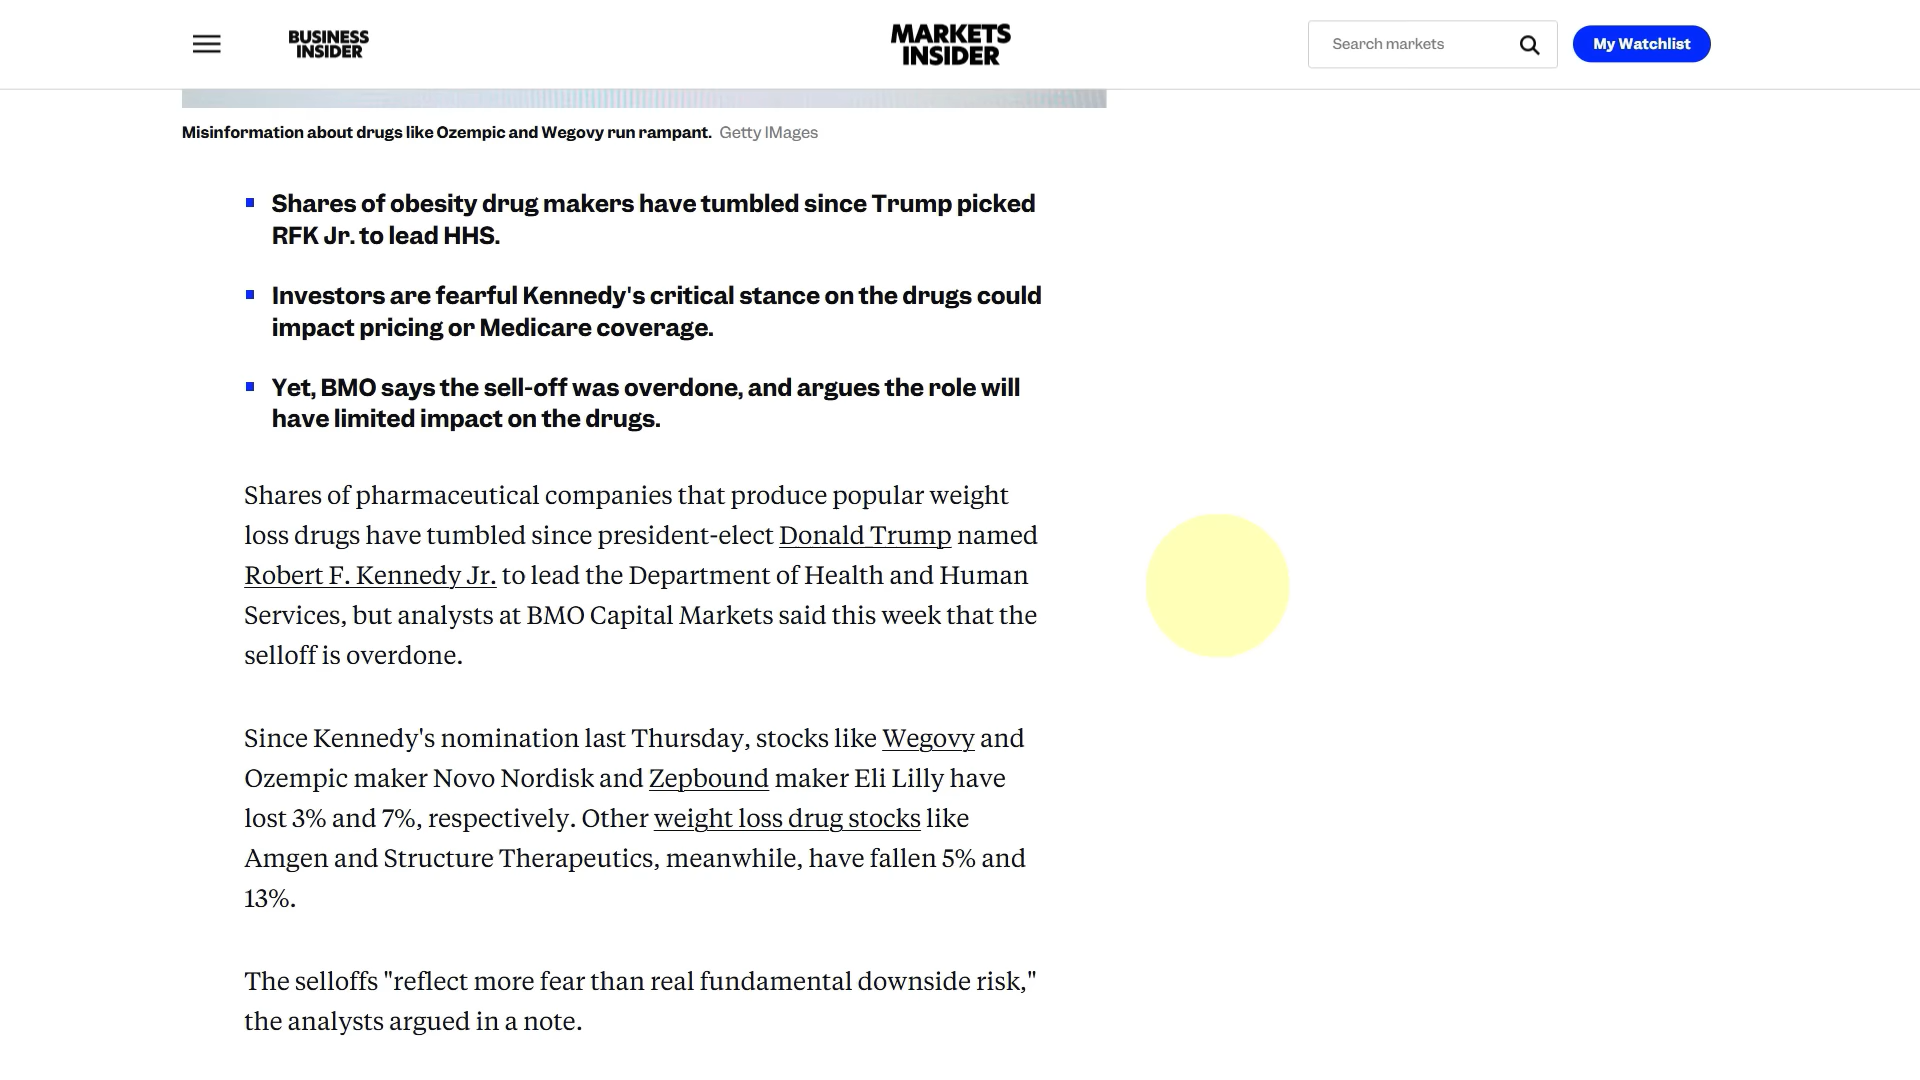 BUSINESS
INSIDER
MARKETS
INSIDER
Search markets
My Watchlist
Misinformation about drugs like Ozempic and Wegovy run rampant. Getty IMages
Shares of obesity drug makers have tumbled since Trump picked
RFK Jr. to lead HHS.
Investors are fearful Kennedy's critical stance on the drugs could
impact pricing or Medicare coverage.
Yet, BMO says the sell-off was overdone, and argues the role will
have limited impact on the drugs.
Shares of pharmaceutical companies that produce popular weight
loss drugs have tumbled since president-elect Donald Trump named
Robert F. Kennedy Jr. to lead the Department of Health and Human
Services, but analysts at BMO Capital Markets said this week that the
selloff is overdone.
Since Kennedy's nomination last Thursday, stocks like Wegovy and
Ozempic maker Novo Nordisk and Zepbound maker Eli Lilly have
lost 3% and 7%, respectively. Other weight loss drug stocks like
Amgen and Structure Therapeutics, meanwhile, have fallen 5% and
13%.
The selloffs "reflect more fear than real fundamental downside risk,"
the analysts argued in a note.